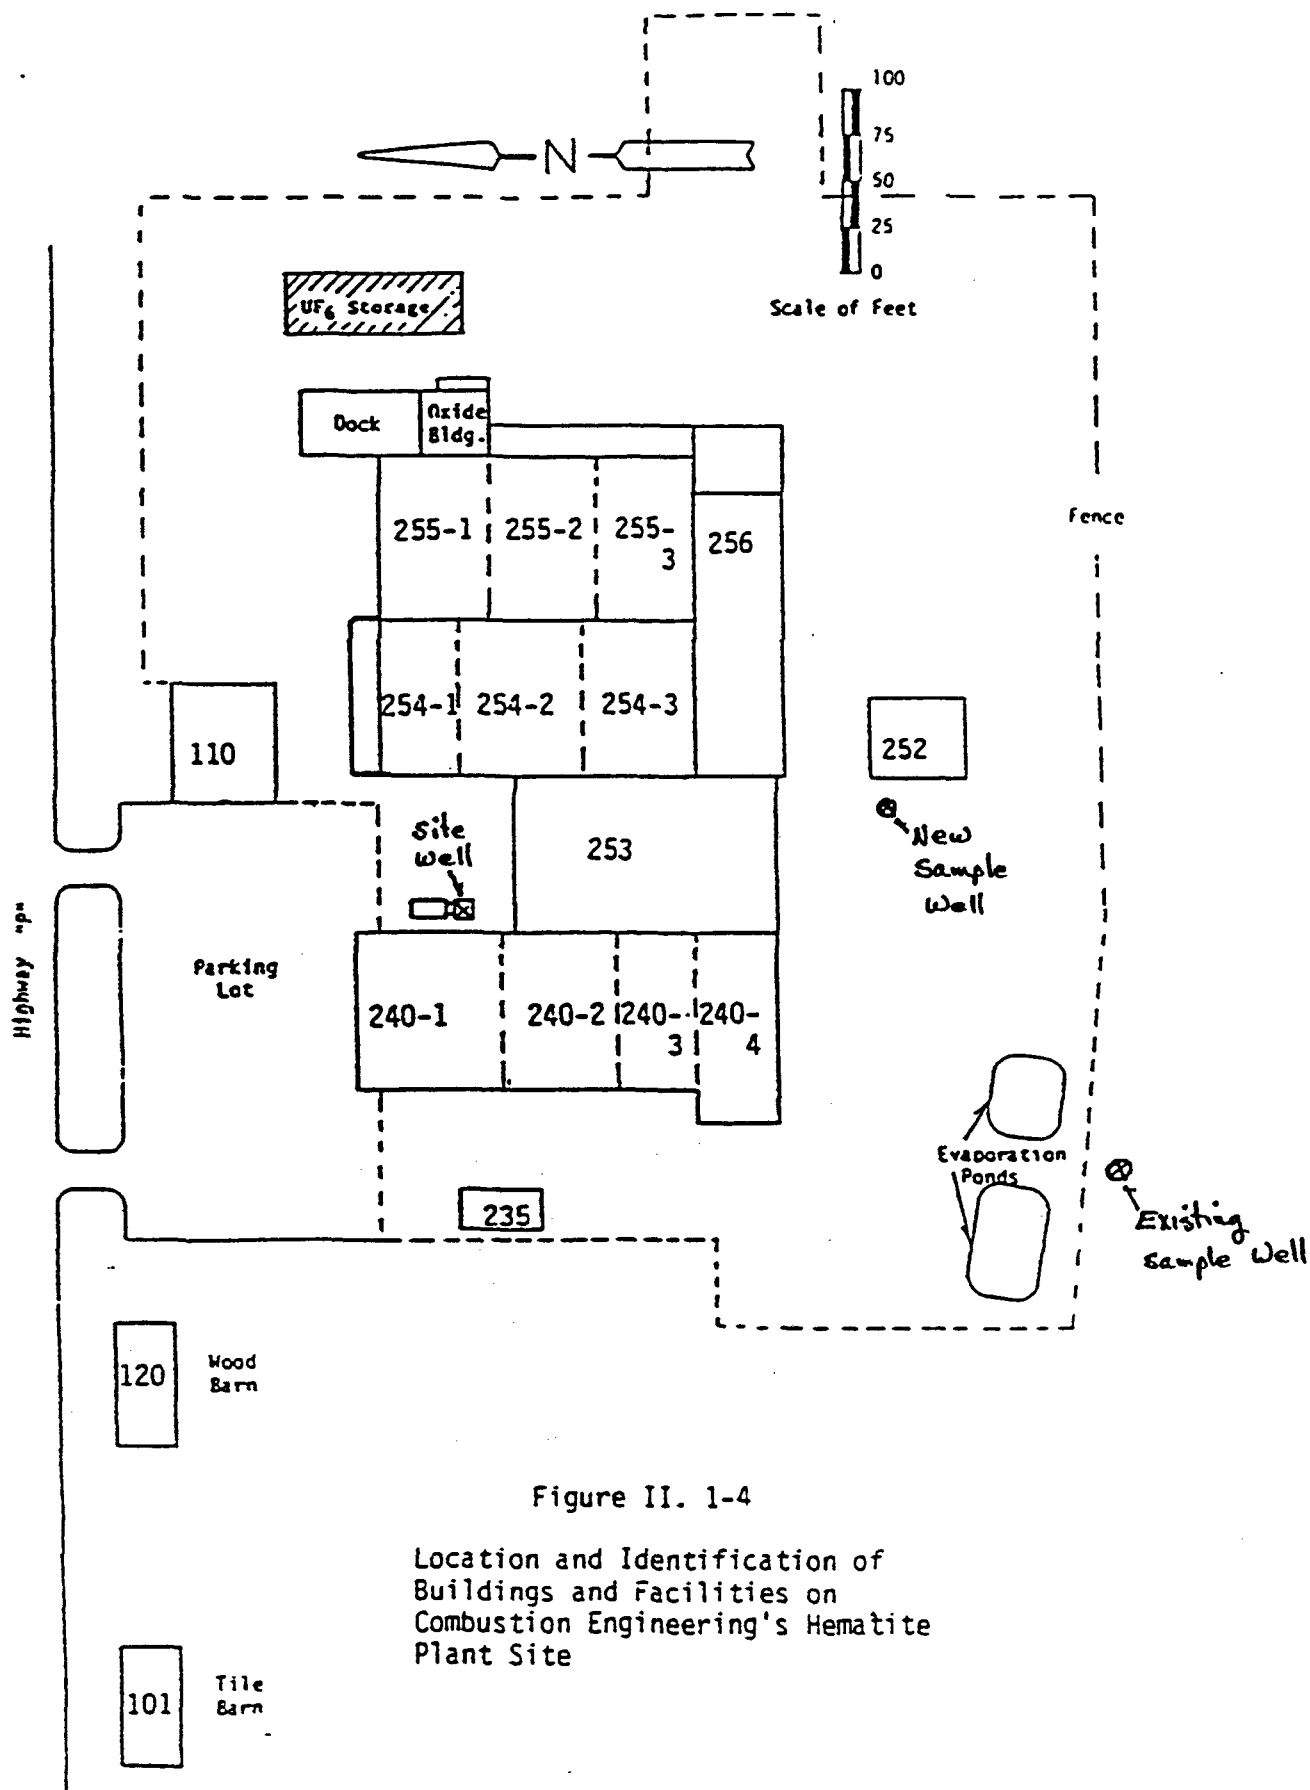 N
100
75
50
25
0
Scale of Feet
UF6 Storage
Dock
Oxide
Bldg.
255-1
255-2
255-
3
256
Fence
254-1
254-2
254-3
110
252
New
Sample
Well
Site
Well
253
Highway "P"
Parking
Lot
240-1
240-2
240-
3
240-
4
Evaporation
Ponds
Existing
Sample Well
235
120
Wood
Barn
Figure II. 1-4
Location and Identification of
Buildings and Facilities on
Combustion Engineering's Hematite
Plant Site
101
Tile
Barn